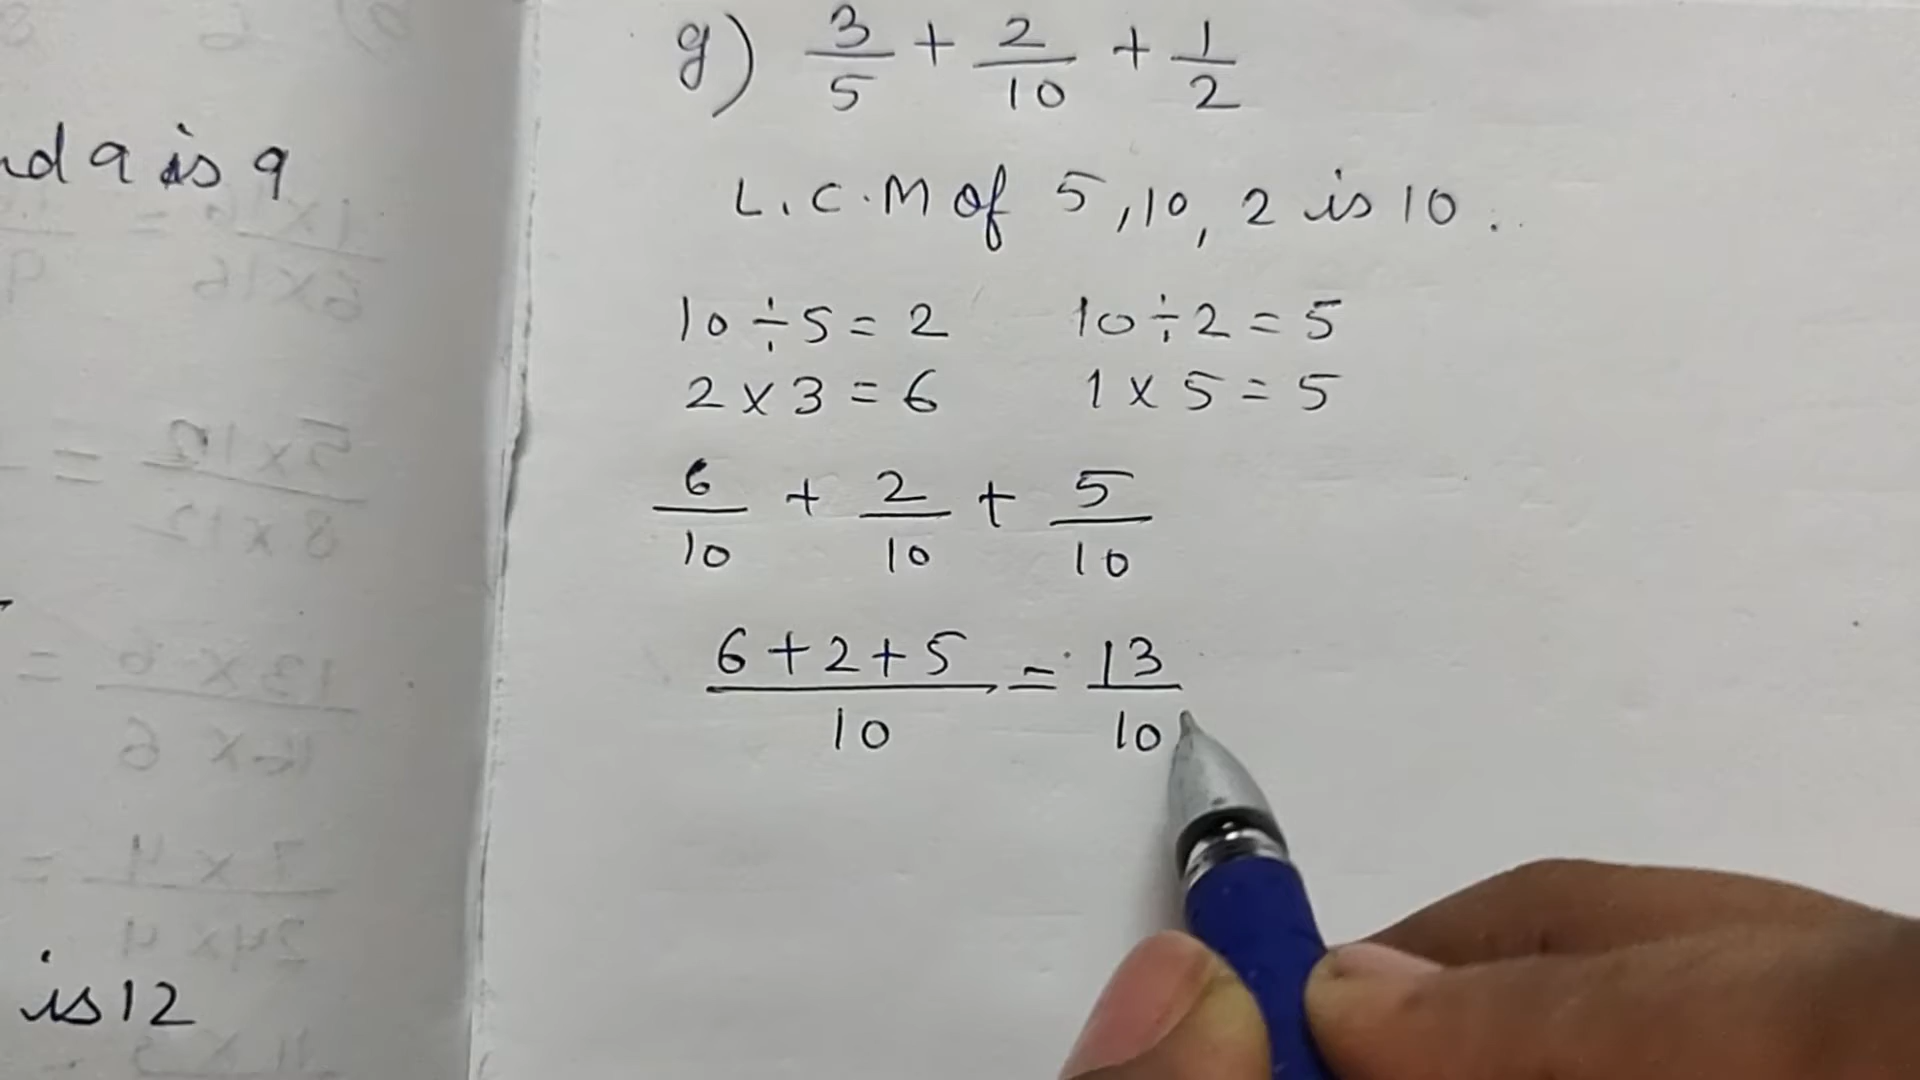 g) 3/5 + 2/10 + 1/2
L.C.M of 5, 10, 2 is 10.
10 ÷ 5 = 2   10 ÷ 2 = 5
2 x 3 = 6   1 x 5 = 5
6/10 + 2/10 + 5/10
6+2+5/10 = 13/10
9 is 9
is 12